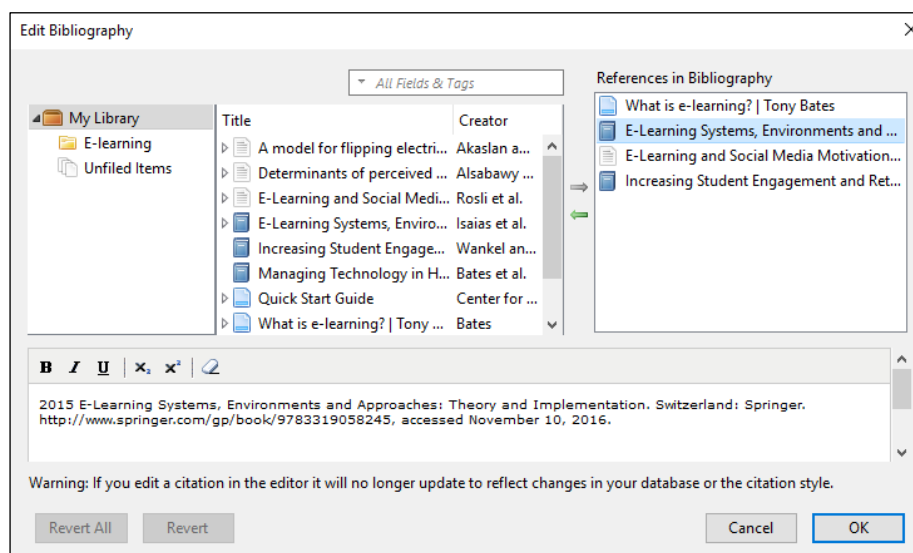 Edit Bibliography
All Fields & Tags
References in Bibliography
My Library
E-learning
Unfiled Items
Title Creator
A model for flipping electri... Akaslan a...
Determinants of perceived ... Alsabawy ...
E-Learning and Social Medi... Rosli et al.
E-Learning Systems, Enviro... Isaias et al.
Increasing Student Engage... Wankel an...
Managing Technology in H... Bates et al.
Quick Start Guide Center for ...
What is e-learning? | Tony ... Bates
What is e-learning? | Tony Bates
E-Learning Systems, Environments and ...
E-Learning and Social Media Motivation...
Increasing Student Engagement and Ret...
B I U x₂ x²
2015 E-Learning Systems, Environments and Approaches: Theory and Implementation. Switzerland: Springer.
http://www.springer.com/gp/book/9783319058245, accessed November 10, 2016.
Warning: If you edit a citation in the editor it will no longer update to reflect changes in your database or the citation style.
Revert All Revert Cancel OK